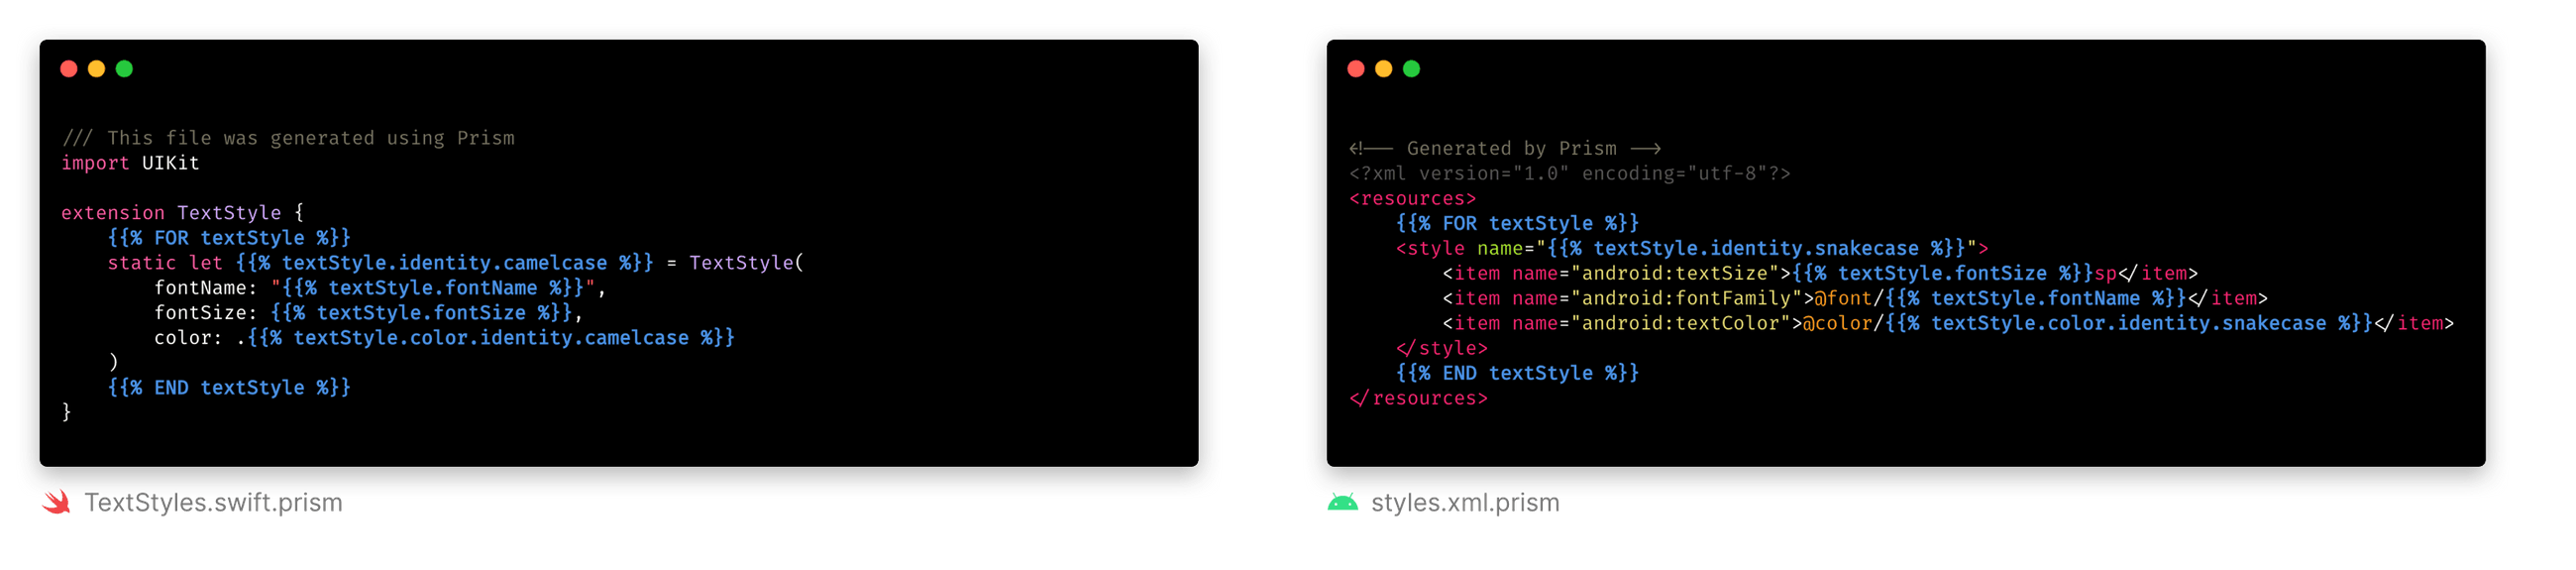 /// This file was generated using Prism
import UIKit

extension TextStyle {
    {{% FOR textStyle %}}
    static let {{% textStyle.identity.camelcase %}} = TextStyle(
        fontName: "{{% textStyle.fontName %}}",
        fontSize: {{% textStyle.fontSize %}},
        color: .{{% textStyle.color.identity.camelcase %}}
    )
    {{% END textStyle %}}
}
TextStyles.swift.prism
<!-- Generated by Prism -->
<?xml version="1.0" encoding="utf-8"?>
<resources>
    {{% FOR textStyle %}}
    <style name="{{% textStyle.identity.snakecase %}}">
        <item name="android:textSize">{{% textStyle.fontSize %}}sp</item>
        <item name="android:fontFamily">@font/{{% textStyle.fontName %}}</item>
        <item name="android:textColor">@color/{{% textStyle.color.identity.snakecase %}}</item>
    </style>
    {{% END textStyle %}}
</resources>
styles.xml.prism